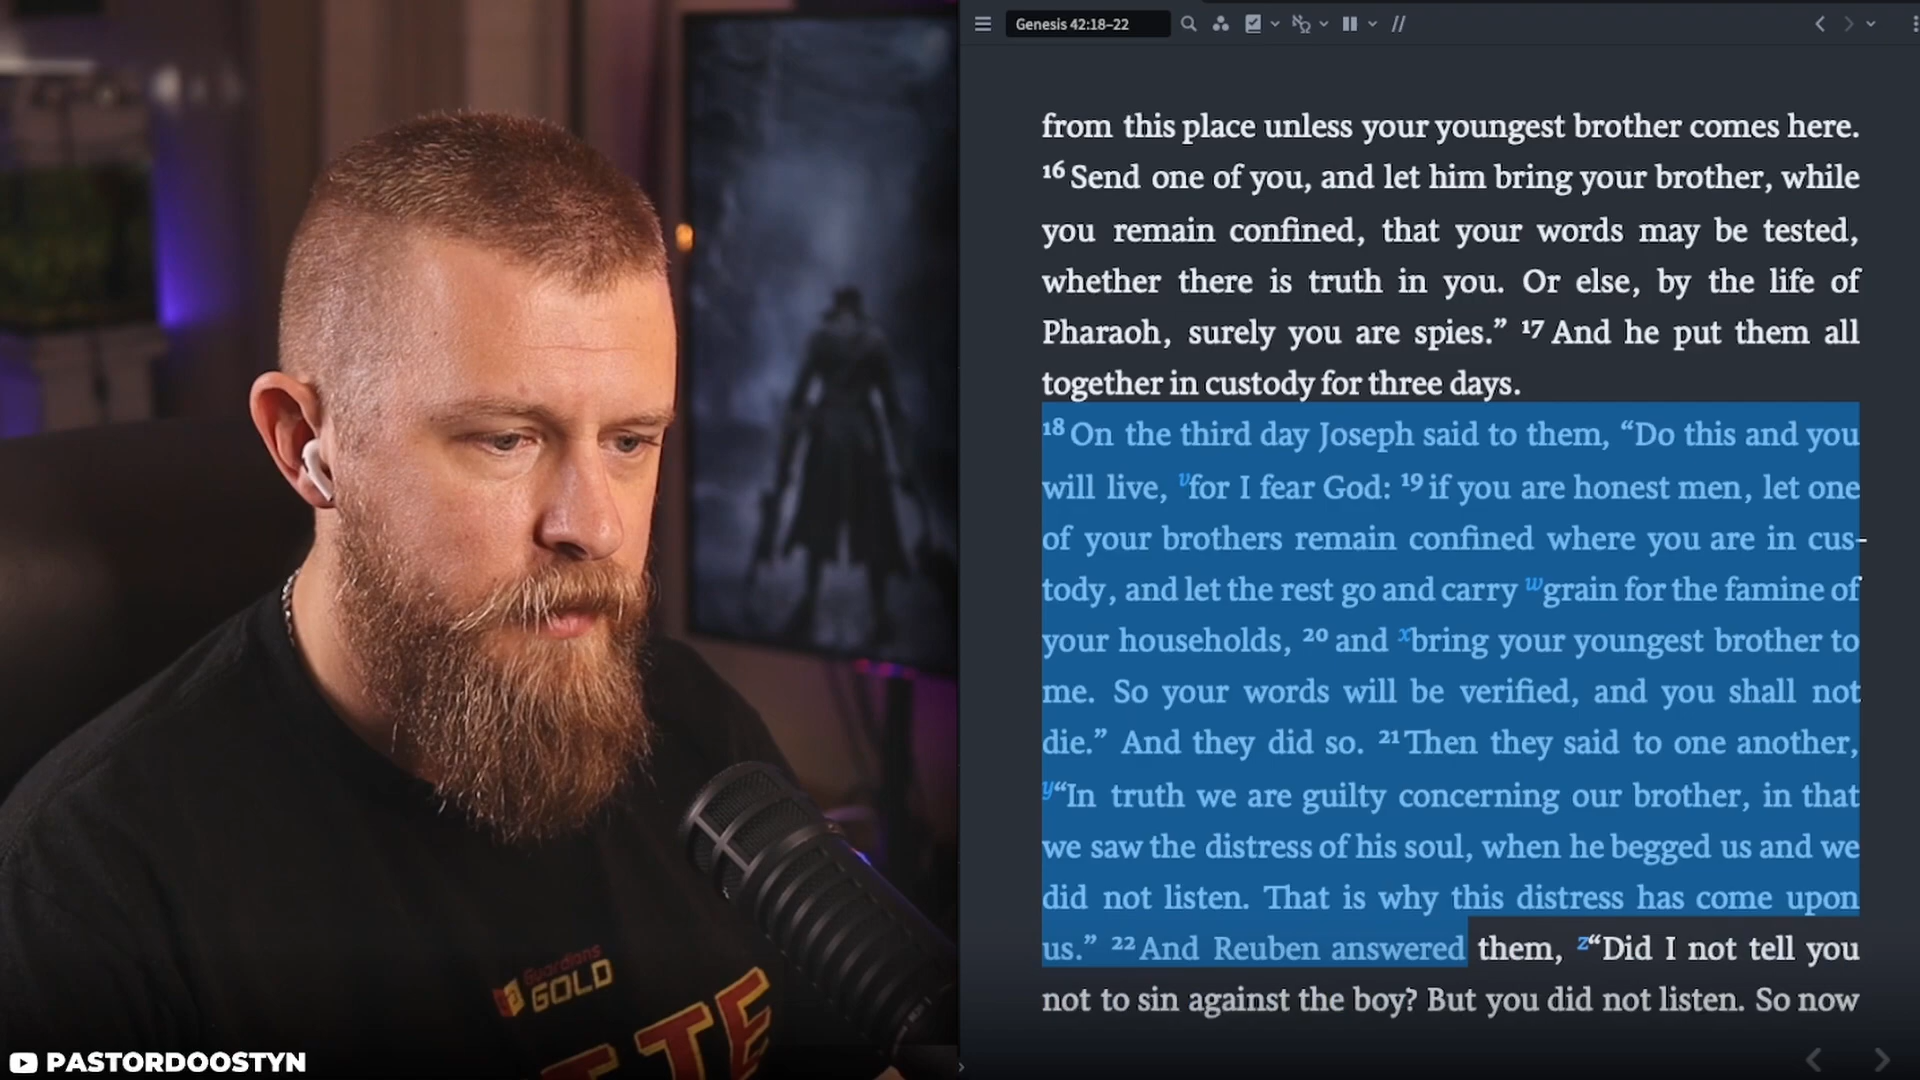 Genesis 42:18–22
from this place unless your youngest brother comes here.
16 Send one of you, and let him bring your brother, while
you remain confined, that your words may be tested,
whether there is truth in you. Or else, by the life of
Pharaoh, surely you are spies.” 17 And he put them all
together in custody for three days.
18 On the third day Joseph said to them, “Do this and you
will live, v for I fear God: 19 if you are honest men, let one
of your brothers remain confined where you are in cus-
tody, and let the rest go and carry w grain for the famine of
your households, 20 and x bring your youngest brother to
me. So your words will be verified, and you shall not
die.” And they did so. 21 Then they said to one another,
y “In truth we are guilty concerning our brother, in that
we saw the distress of his soul, when he begged us and we
did not listen. That is why this distress has come upon
us.” 22 And Reuben answered them, z “Did I not tell you
not to sin against the boy? But you did not listen. So now
Guardians
GOLD
PASTORDOOSTYN